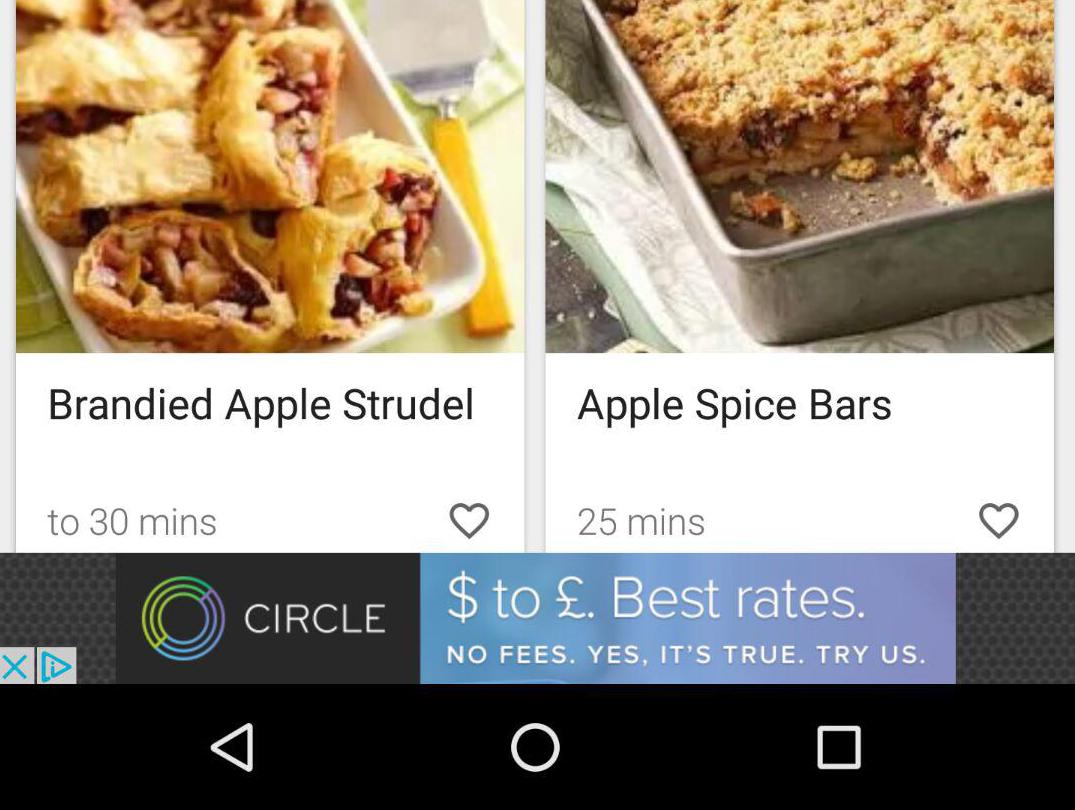 Brandied Apple Strudel
Apple Spice Bars
to 30 mins
25 mins
CIRCLE
$ to £. Best rates.
NO FEES. YES, IT'S TRUE. TRY US.